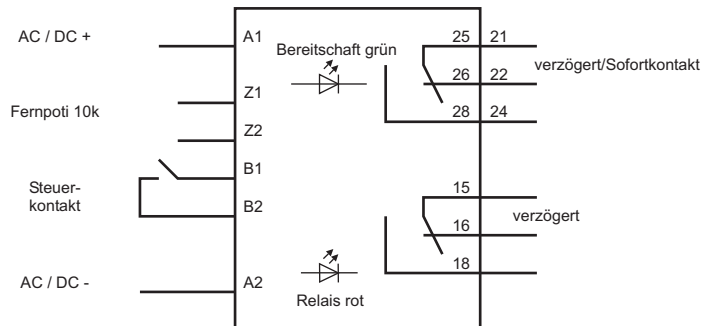 AC / DC +
A1
Bereitschaft grün
25 21
verzögert/Sofortkontakt
26 22
Z1
Fernpoti 10k
28 24
Z2
B1
Steuer-
kontakt
15
B2
verzögert
16
18
AC / DC -
A2
Relais rot